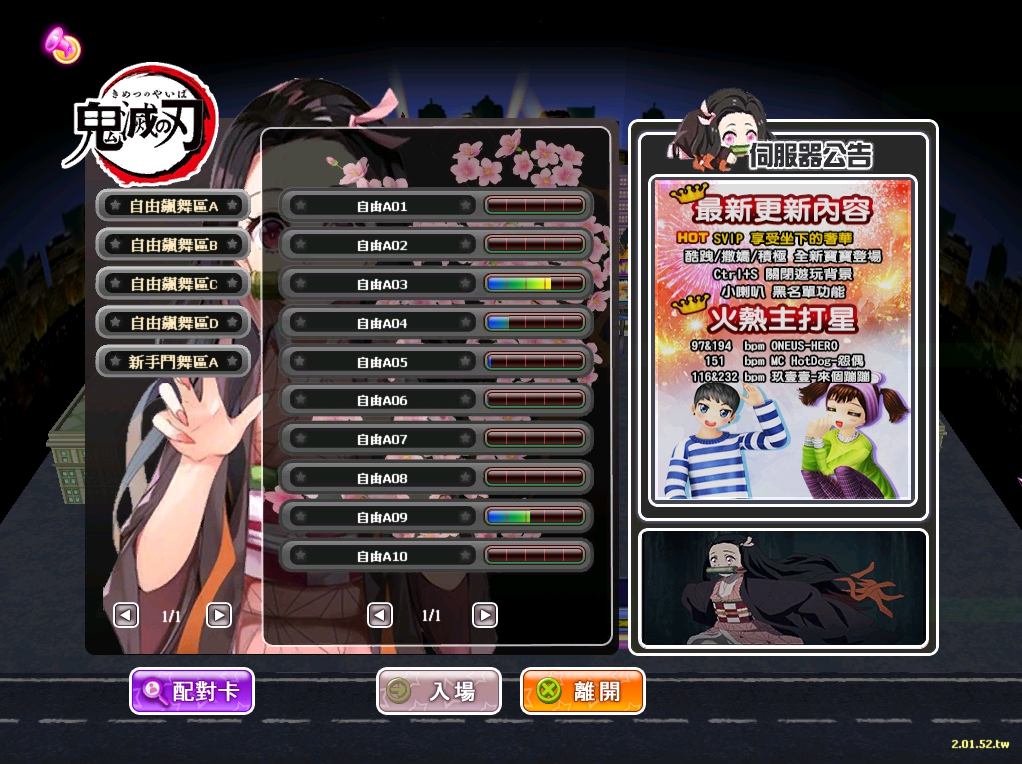 きめつのやいば
鬼滅の刃
自由飆舞區A
自由飆舞區B
自由飆舞區C
自由飆舞區D
新手鬥舞區A
1/1
自由A01
自由A02
自由A03
自由A04
自由A05
自由A06
自由A07
自由A08
自由A09
自由A10
1/1
伺服器公告
最新更新內容
HOT SVIP 享受坐下的奢華
酷跩/撒嬌/積極 全新寶寶登場
Ctrl+S 關閉遊玩背景
小喇叭 黑名單功能
火熱主打星
97&194 bpm ONEUS-HERO
151 bpm MC HotDog-怨偶
116&232 bpm 玖壹壹-來個蹦蹦
配對卡
入場
離開
2.01.52.tw